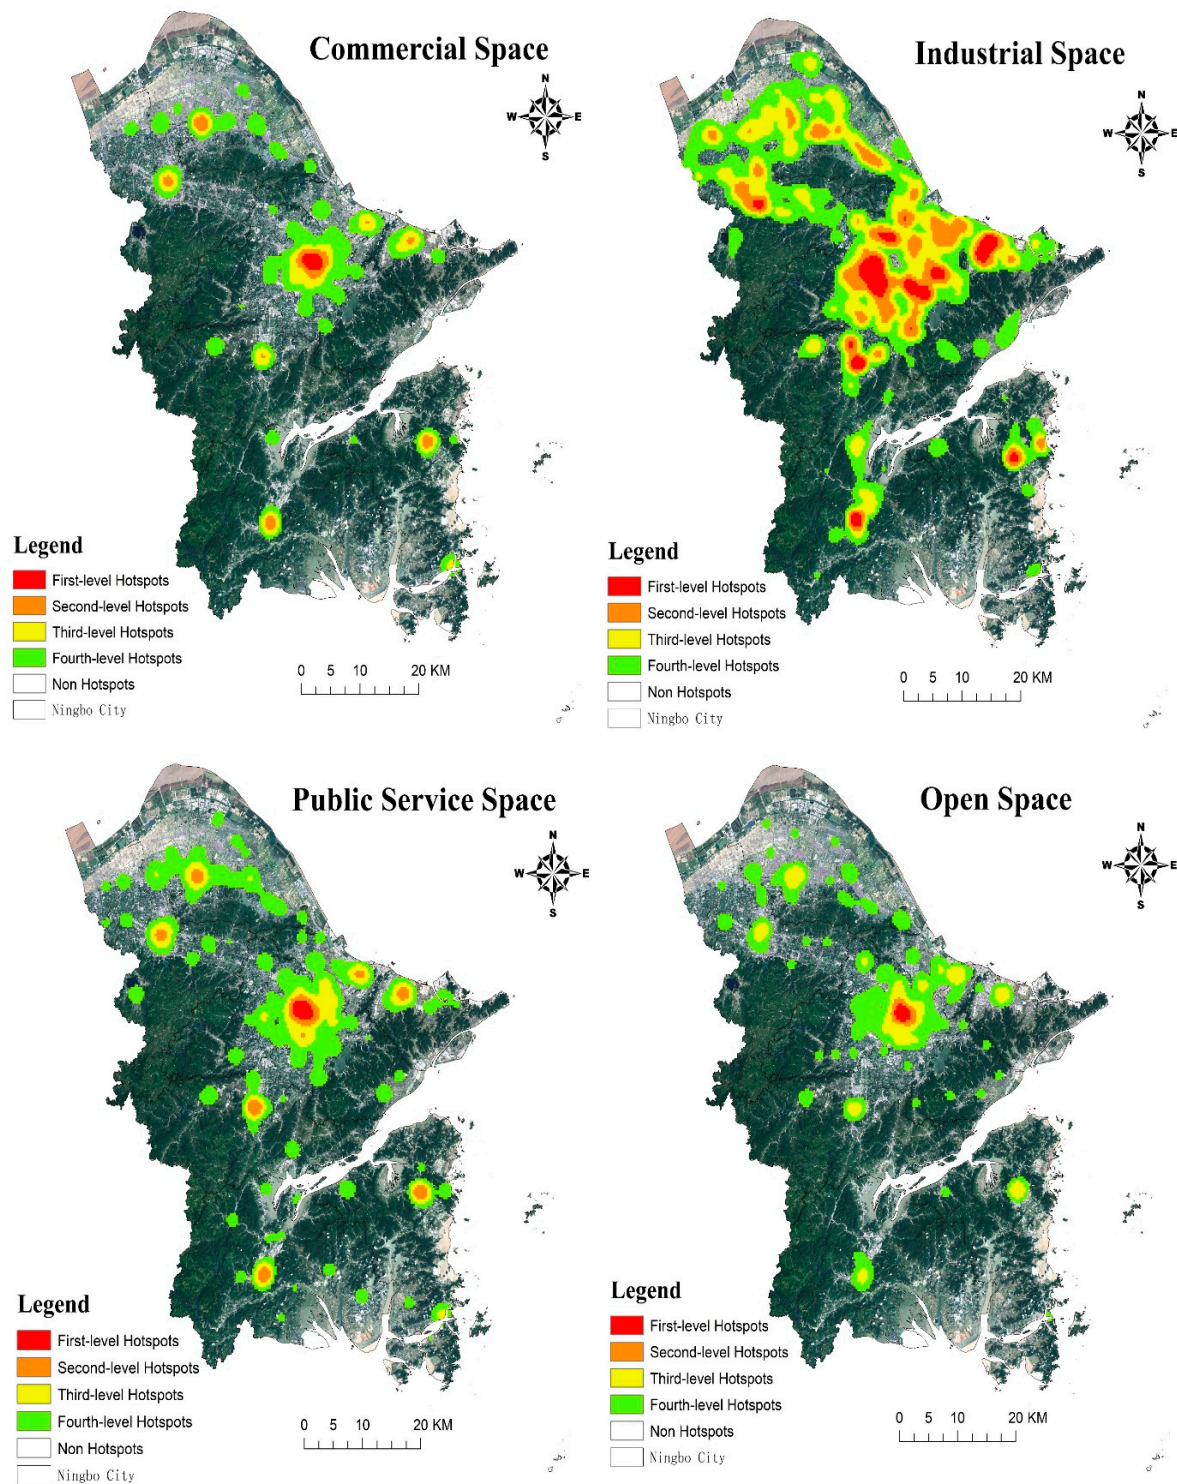 Commercial Space
N
W E
S
Legend
First-level Hotspots
Second-level Hotspots
Third-level Hotspots
Fourth-level Hotspots
Non Hotspots
Ningbo City
0 5 10 20 KM
Industrial Space
N
W E
S
Legend
First-level Hotspots
Second-level Hotspots
Third-level Hotspots
Fourth-level Hotspots
Non Hotspots
Ningbo City
0 5 10 20 KM
Public Service Space
N
W E
S
Legend
First-level Hotspots
Second-level Hotspots
Third-level Hotspots
Fourth-level Hotspots
Non Hotspots
Ningbo City
0 5 10 20 KM
Open Space
N
W E
S
Legend
First-level Hotspots
Second-level Hotspots
Third-level Hotspots
Fourth-level Hotspots
Non Hotspots
Ningbo City
0 5 10 20 KM